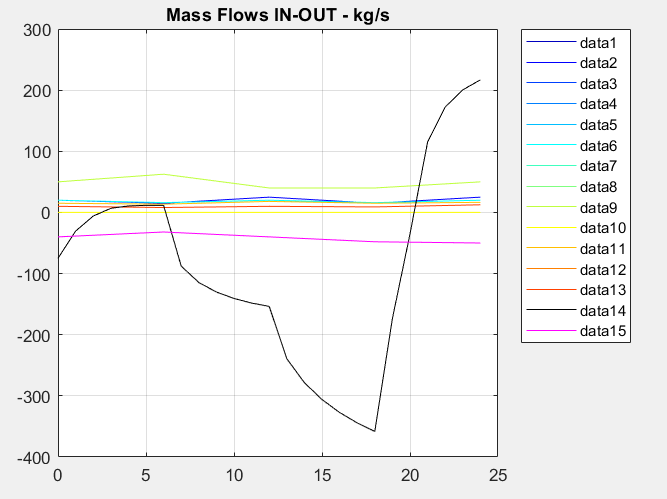 Mass Flows IN-OUT - kg/s
300
200
100
0
-100
-200
-300
-400
0
5
10
15
20
25
data1
data2
data3
data4
data5
data6
data7
data8
data9
data10
data11
data12
data13
data14
data15